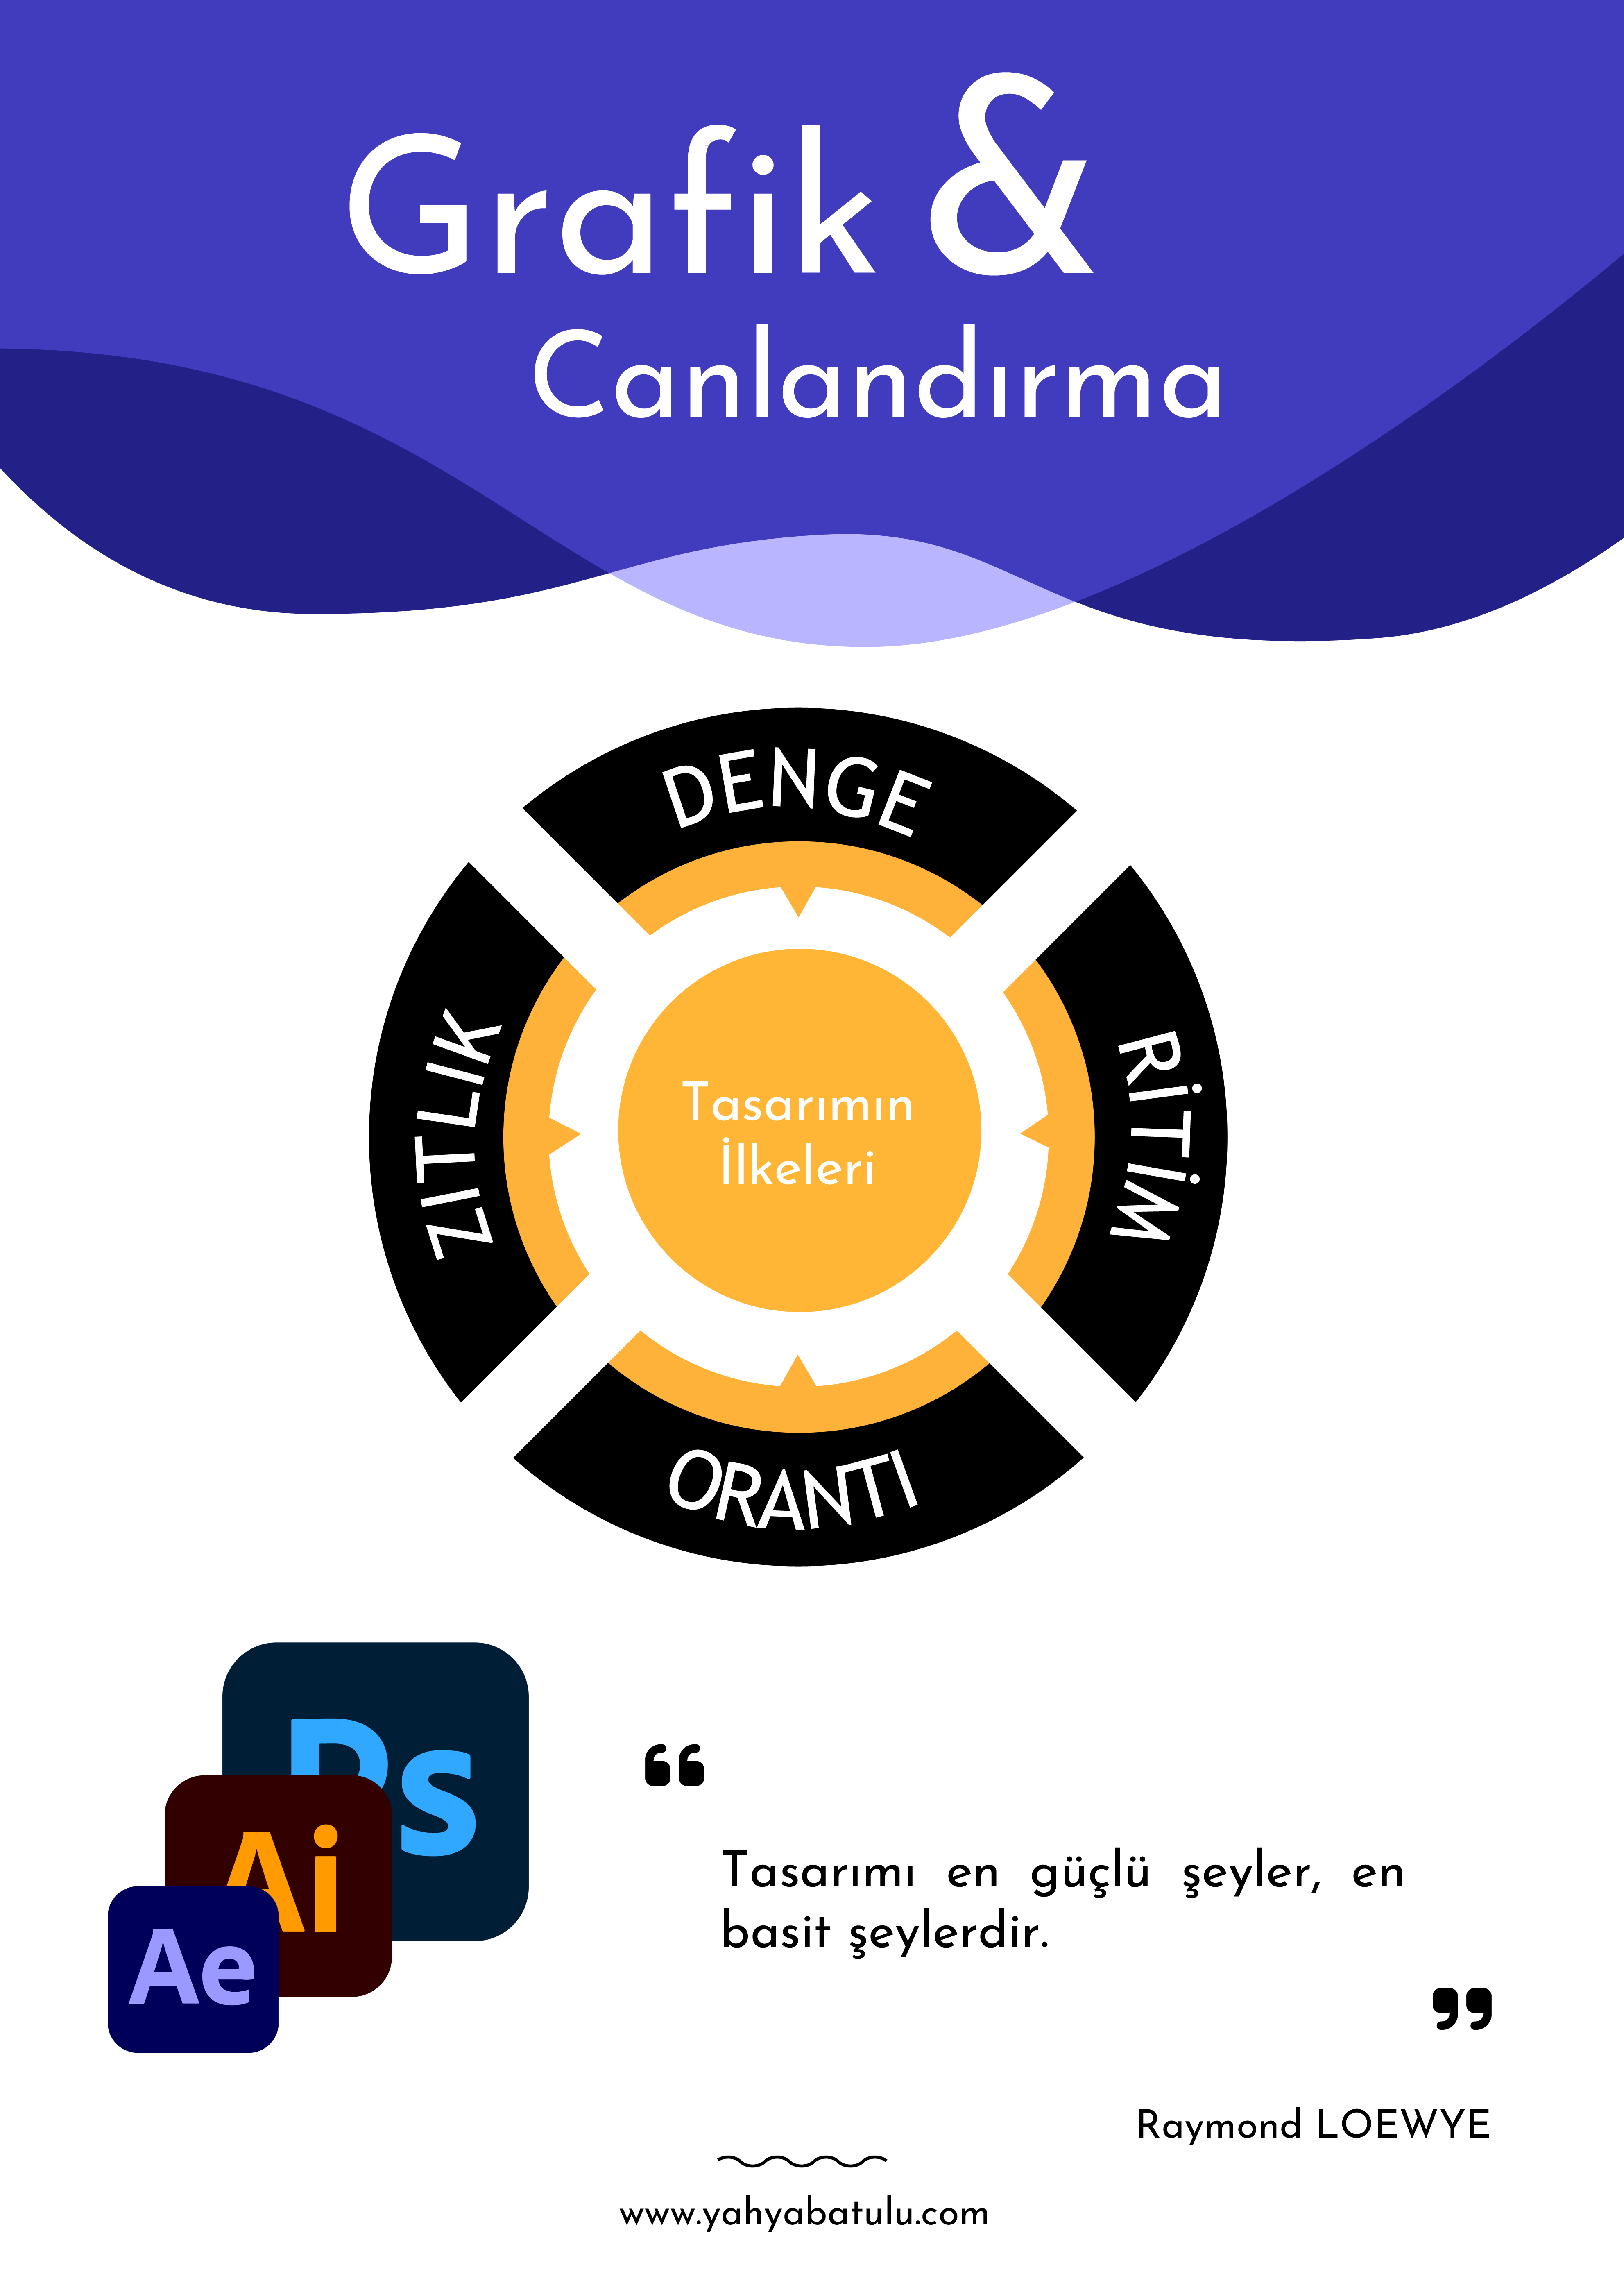 Grafik &
Canlandırma
DENGE
RİTİM
ORANTI
ZITLIK
Tasarımın
İlkeleri
Ps
Ai
Ae
“
Tasarımı en güçlü şeyler, en
basit şeylerdir.
”
Raymond LOEWYE
www.yahyabatulu.com